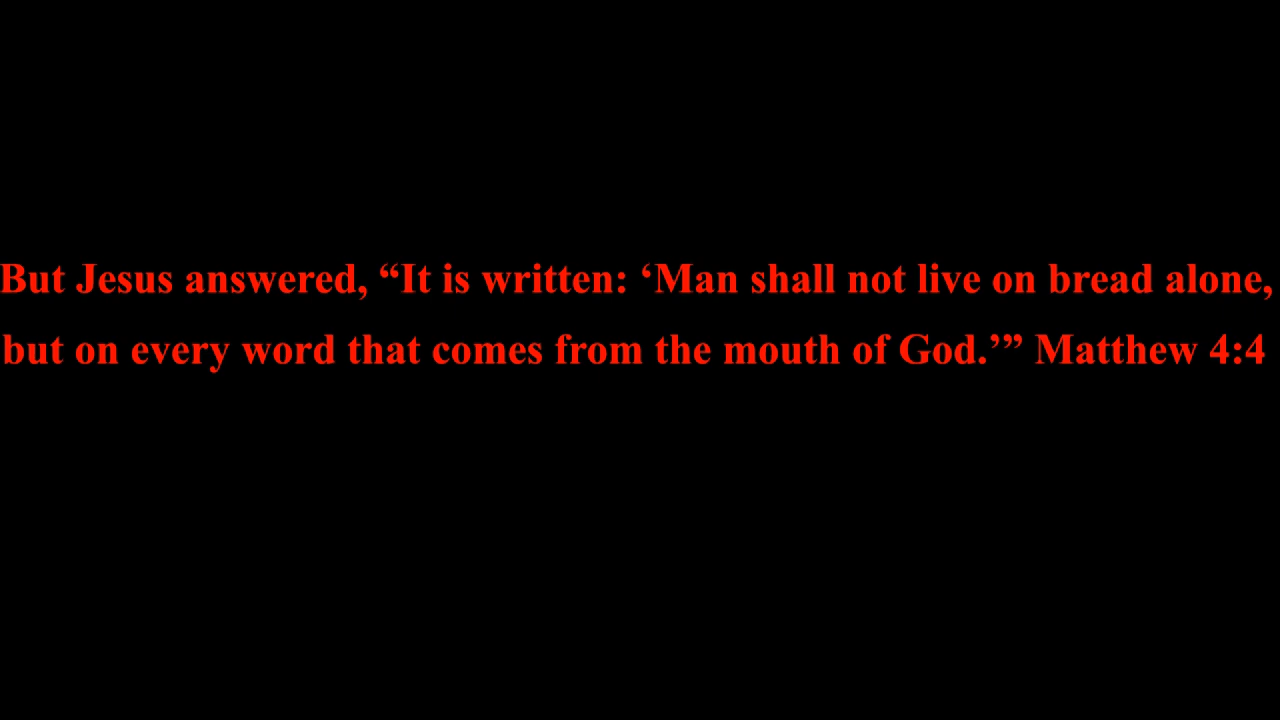 But Jesus answered, “It is written: ‘Man shall not live on bread alone,
but on every word that comes from the mouth of God.’” Matthew 4:4